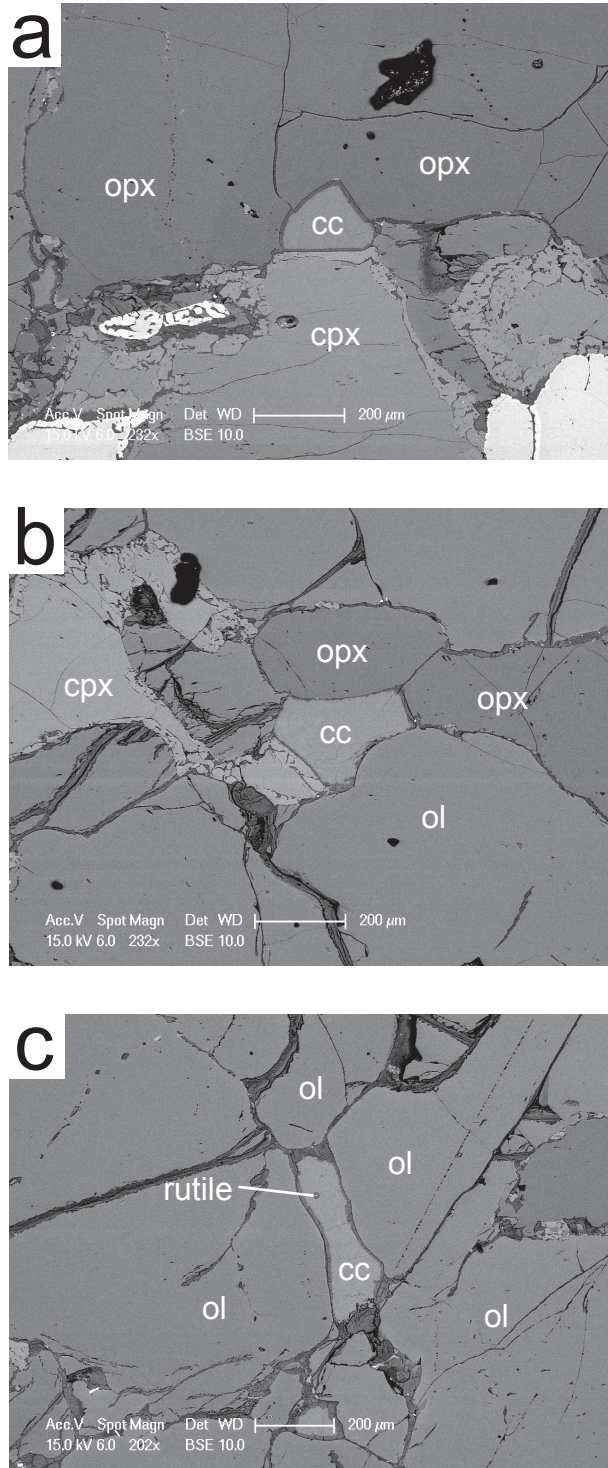 a
opx
opx
cc
cpx
Acc.V Spot Magn Det WD 200 μm
15.0 kV 6.0 232x BSE 10.0
b
opx
cpx
opx
cc
ol
Acc.V Spot Magn Det WD 200 μm
15.0 kV 6.0 232x BSE 10.0
c
ol
ol
rutile
cc
ol
ol
Acc.V Spot Magn Det WD 200 μm
15.0 kV 6.0 202x BSE 10.0